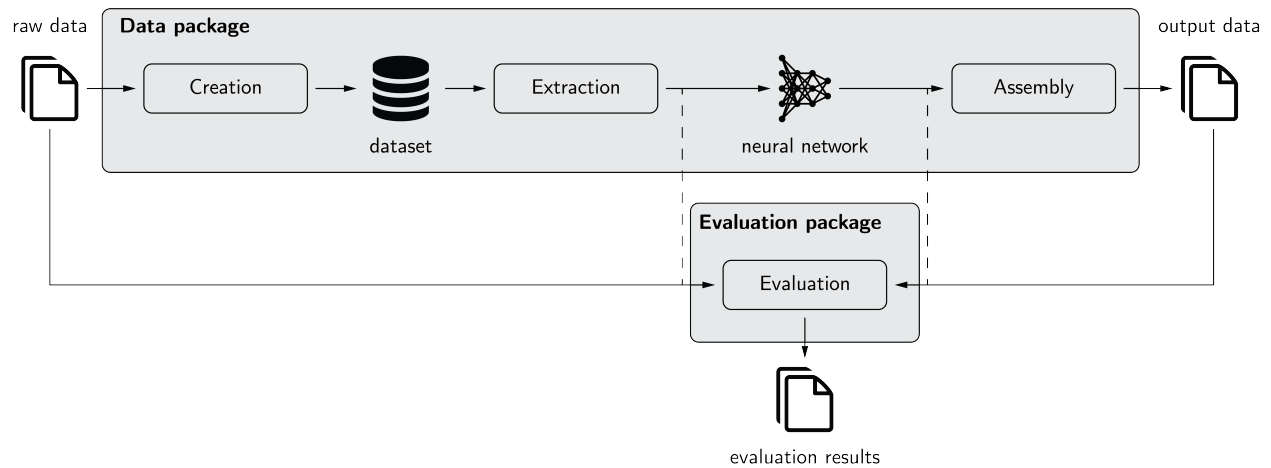 raw data
Data package
output data
Creation
Extraction
Assembly
dataset
neural network
Evaluation package
Evaluation
evaluation results